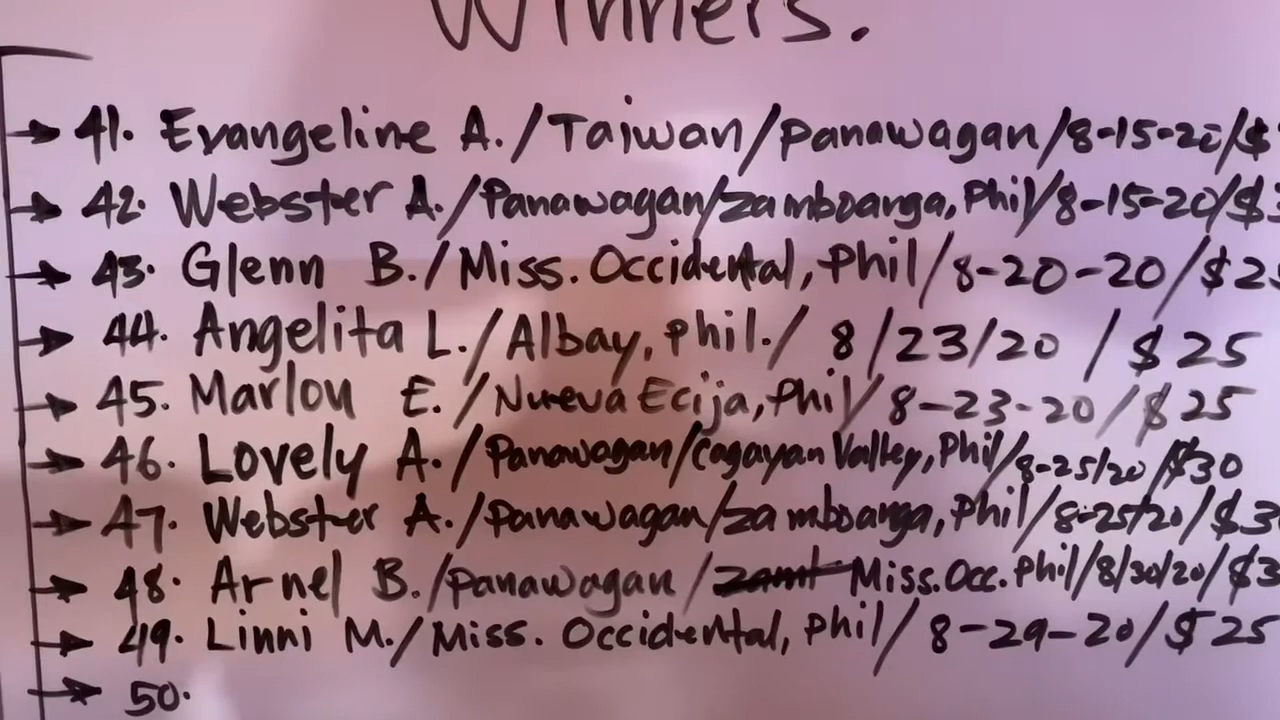 Winners.
→ 41. Evangeline A./Taiwan/Panawagan/8-15-20/$
→ 42. Webster A./Panawagan/Zamboanga, Phil/8-15-20/$3
→ 43. Glenn B./Miss. Occidental, Phil/8-20-20/$25
→ 44. Angelita L./Albay, Phil./ 8/23/20 / $25
→ 45. Marlou E./Nueva Ecija, Phil/8-23-20/$25
→ 46. Lovely A./Panawagan/Cagayan Valley, Phil/8-25/20/$30
→ 47. Webster A./Panawagan/Zamboanga, Phil/8-25/20/$3
→ 48. Arnel B./Panawagan/Miss. Occ. Phil/8/30/20/$3
→ 49. Linni M./Miss. Occidental, Phil/8-29-20/$25
→ 50.